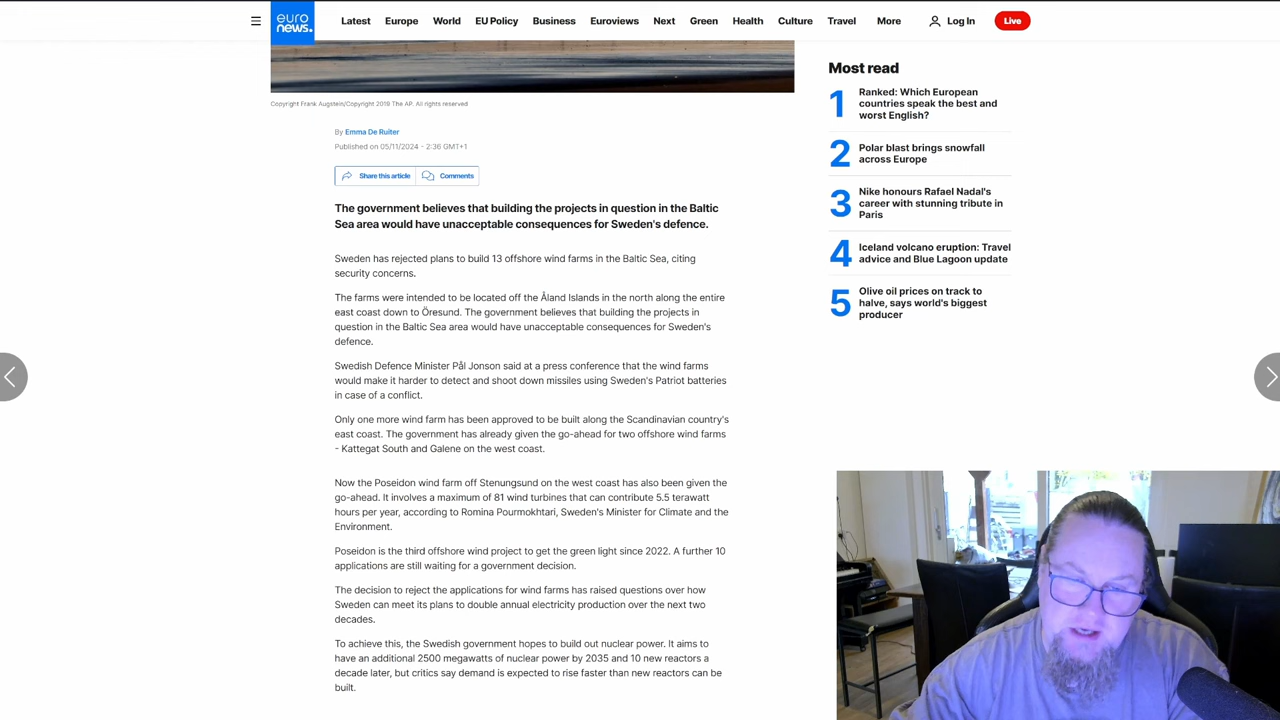 euro
news.
Latest Europe World EU Policy Business Euroviews Next Green Health Culture Travel More Log In Live
Copyright Frank Augstein/Copyright 2019 The AP. All rights reserved
By Emma De Ruiter
Published on 05/11/2024 - 2:36 GMT+1
Share this article Comments
The government believes that building the projects in question in the Baltic
Sea area would have unacceptable consequences for Sweden's defence.
Sweden has rejected plans to build 13 offshore wind farms in the Baltic Sea, citing
security concerns.
The farms were intended to be located off the Åland Islands in the north along the entire
east coast down to Öresund. The government believes that building the projects in
question in the Baltic Sea area would have unacceptable consequences for Sweden's
defence.
Swedish Defence Minister Pål Jonson said at a press conference that the wind farms
would make it harder to detect and shoot down missiles using Sweden's Patriot batteries
in case of a conflict.
Only one more wind farm has been approved to be built along the Scandinavian country's
east coast. The government has already given the go-ahead for two offshore wind farms
- Kattegat South and Galene on the west coast.
Now the Poseidon wind farm off Stenungsund on the west coast has also been given the
go-ahead. It involves a maximum of 81 wind turbines that can contribute 5.5 terawatt
hours per year, according to Romina Pourmokhtari, Sweden's Minister for Climate and the
Environment.
Poseidon is the third offshore wind project to get the green light since 2022. A further 10
applications are still waiting for a government decision.
The decision to reject the applications for wind farms has raised questions over how
Sweden can meet its plans to double annual electricity production over the next two
decades.
To achieve this, the Swedish government hopes to build out nuclear power. It aims to
have an additional 2500 megawatts of nuclear power by 2035 and 10 new reactors a
decade later, but critics say demand is expected to rise faster than new reactors can be
built.
Most read
1 Ranked: Which European
countries speak the best and
worst English?
2 Polar blast brings snowfall
across Europe
3 Nike honours Rafael Nadal's
career with stunning tribute in
Paris
4 Iceland volcano eruption: Travel
advice and Blue Lagoon update
5 Olive oil prices on track to
halve, says world's biggest
producer